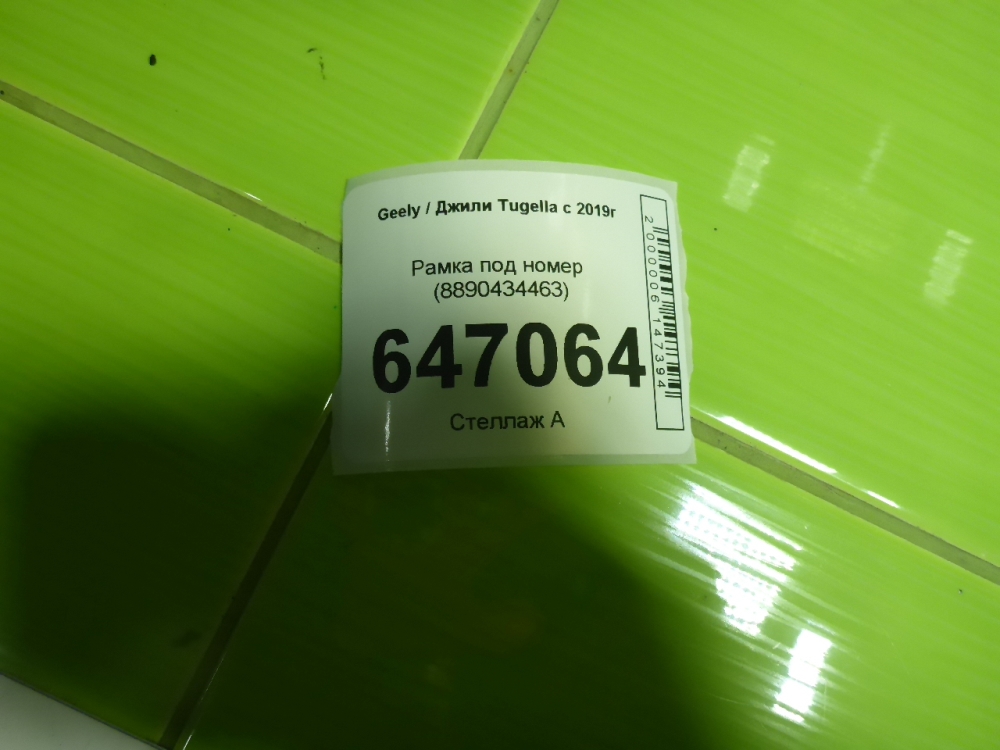 Geely / Джили Tugella с 2019г
Рамка под номер
(8890434463)
647064
Стеллаж А
2000006147394